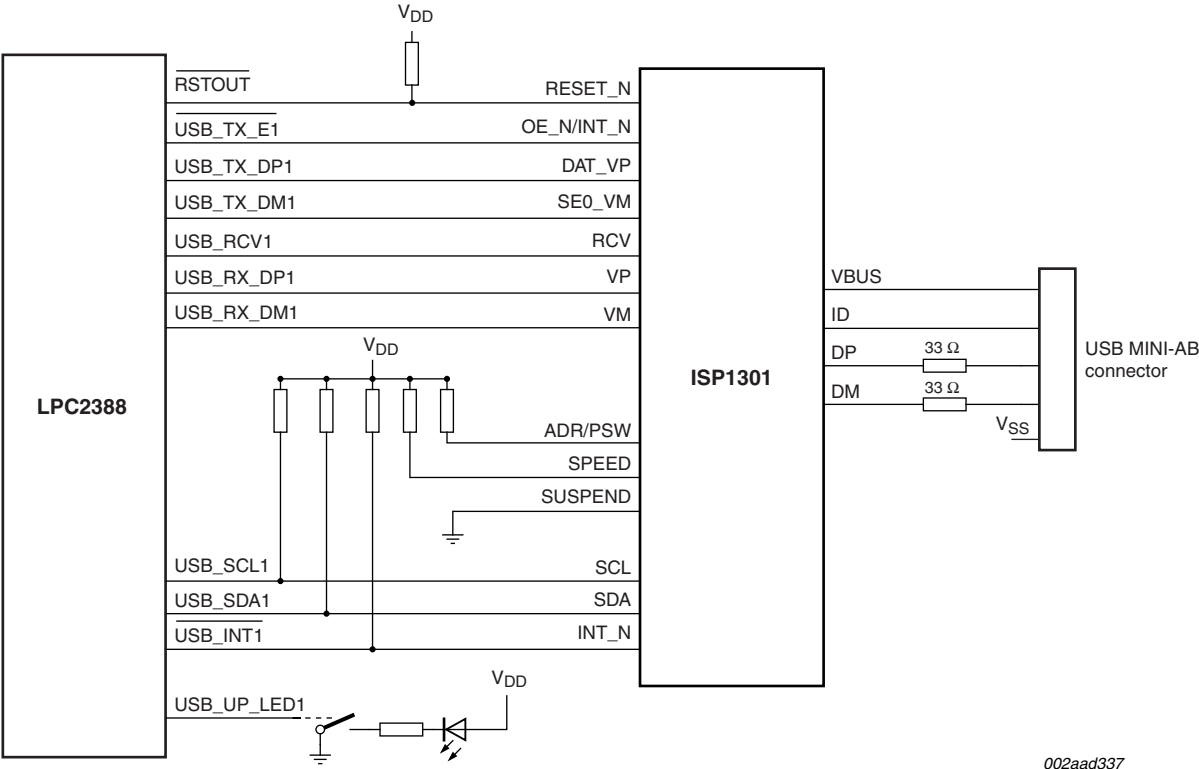 VDD
RSTOUT
RESET_N
USB_TX_E1
OE_N/INT_N
USB_TX_DP1
DAT_VP
USB_TX_DM1
SE0_VM
USB_RCV1
RCV
USB_RX_DP1
VP
USB_RX_DM1
VM
VDD
LPC2388
ISP1301
VBUS
ID
DP
33 Ω
DM
33 Ω
VSS
USB MINI-AB
connector
ADR/PSW
SPEED
SUSPEND
USB_SCL1
SCL
USB_SDA1
SDA
USB_INT1
INT_N
VDD
USB_UP_LED1
002aad337